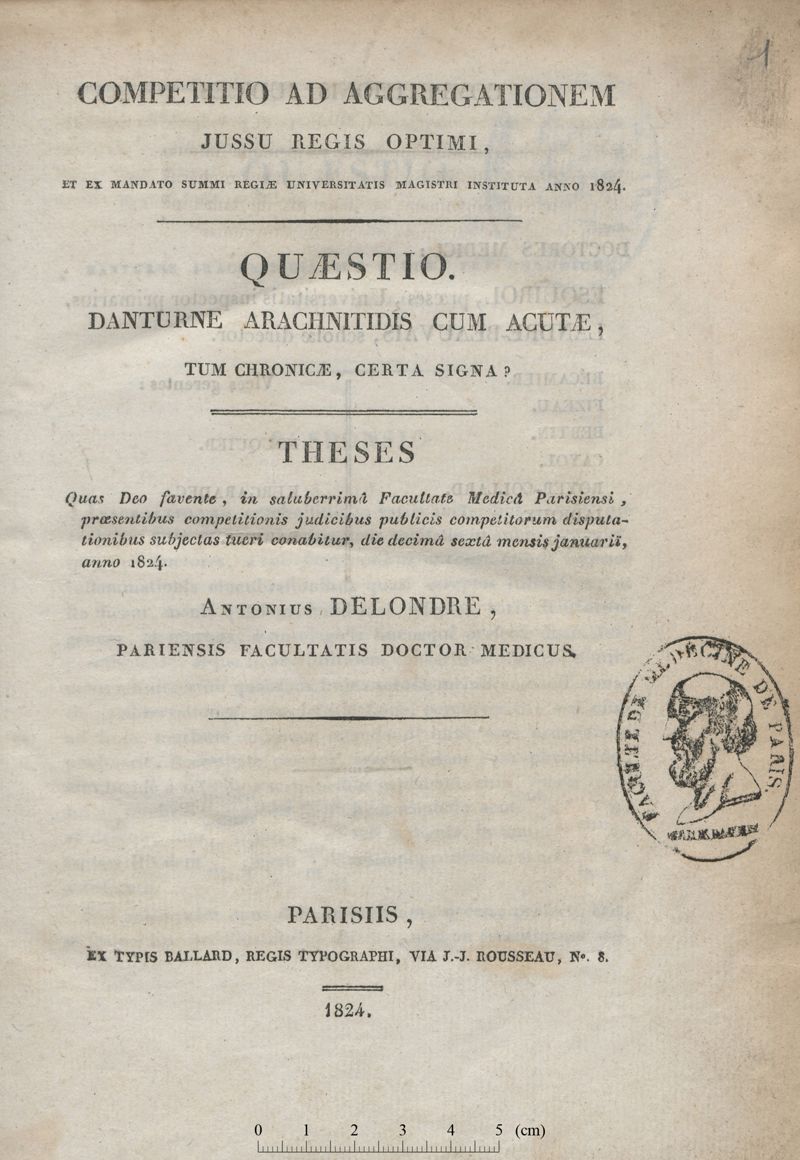 1
COMPETITIO AD AGGREGATIONEM
JUSSU REGIS OPTIMI,
ET EX MANDATO SUMMI REGIÆ UNIVERSITATIS MAGISTRI INSTITUTA ANNO 1824.
QUÆSTIO.
DANTURNE ARACHNITIDIS CUM ACUTÆ,
TUM CHRONICÆ, CERTA SIGNA?
THESES
Quas Deo favente, in saluberrimâ Facultate Medicâ Parisiensi,
præsentibus competitionis judicibus publicis competitorum disputa-
tionibus subjectas tueri conabitur, die decimâ sextâ mensis januarii,
anno 1824.
ANTONIUS DELONDRE,
PARIENSIS FACULTATIS DOCTOR MEDICUS.
FACULTE DE MEDECINE DE PARIS
PARISIIS,
EX TYPIS BALLARD, REGIS TYPOGRAPHI, VIA J.-J. ROUSSEAU, Nº. 8.
1824.
0 1 2 3 4 5 (cm)